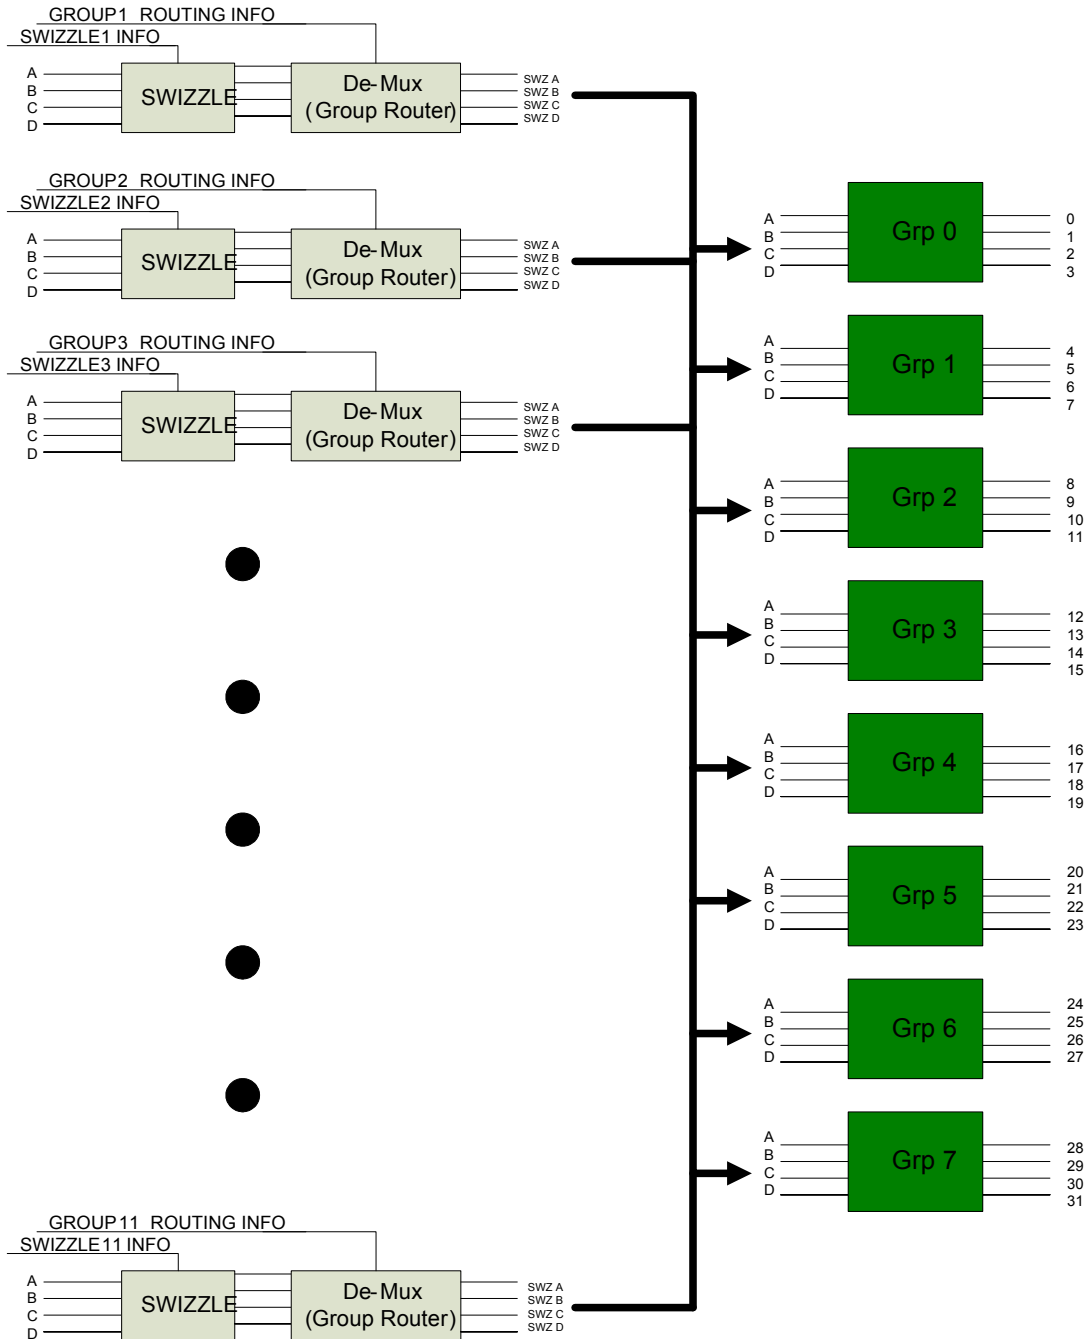 GROUP1 ROUTING INFO
SWIZZLE1 INFO
A
B
C
D
SWIZZLE
De-Mux
(Group Router)
SWZ A
SWZ B
SWZ C
SWZ D
GROUP2 ROUTING INFO
SWIZZLE2 INFO
A
B
C
D
SWIZZLE
De-Mux
(Group Router)
SWZ A
SWZ B
SWZ C
SWZ D
GROUP3 ROUTING INFO
SWIZZLE3 INFO
A
B
C
D
SWIZZLE
De-Mux
(Group Router)
SWZ A
SWZ B
SWZ C
SWZ D
GROUP11 ROUTING INFO
SWIZZLE11 INFO
A
B
C
D
SWIZZLE
De-Mux
(Group Router)
SWZ A
SWZ B
SWZ C
SWZ D
A
B
C
D
Grp 0
0
1
2
3
A
B
C
D
Grp 1
4
5
6
7
A
B
C
D
Grp 2
8
9
10
11
A
B
C
D
Grp 3
12
13
14
15
A
B
C
D
Grp 4
16
17
18
19
A
B
C
D
Grp 5
20
21
22
23
A
B
C
D
Grp 6
24
25
26
27
A
B
C
D
Grp 7
28
29
30
31